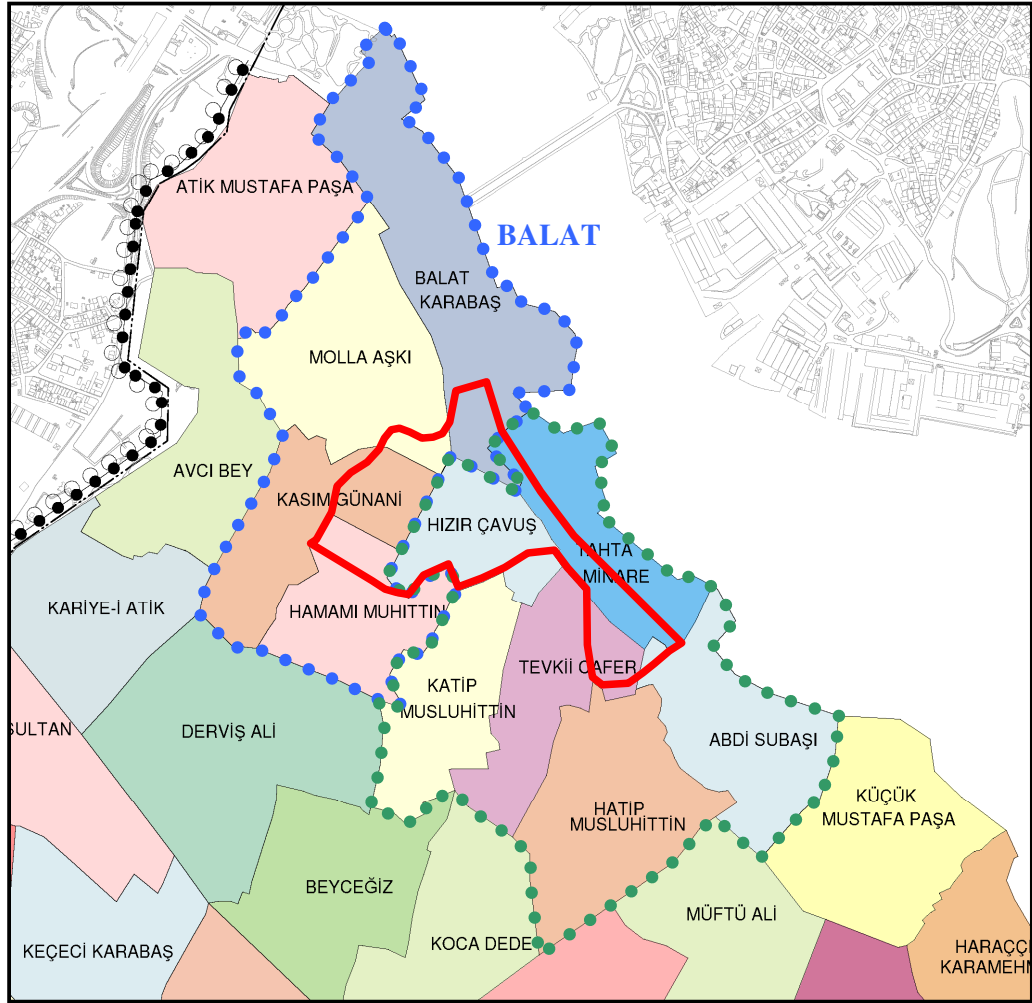 ATİK MUSTAFA PAŞA
BALAT
BALAT
KARABAŞ
MOLLA AŞKI
AVCI BEY
KASIM GÜNANİ
HIZIR ÇAVUŞ
TAHTA
MİNARE
KARİYE-İ ATİK
HAMAMI MUHITTIN
TEVKİİ CAFER
KATİP
MUSLUHİTTİN
SULTAN
DERVİŞ ALİ
ABDİ SUBAŞI
HATIP
MUSLUHİTTİN
KÜÇÜK
MUSTAFA PAŞA
BEYCEĞİZ
MÜFTÜ ALİ
KOCA DEDE
KEÇECİ KARABAŞ
HARAÇÇI
KARAMEHM